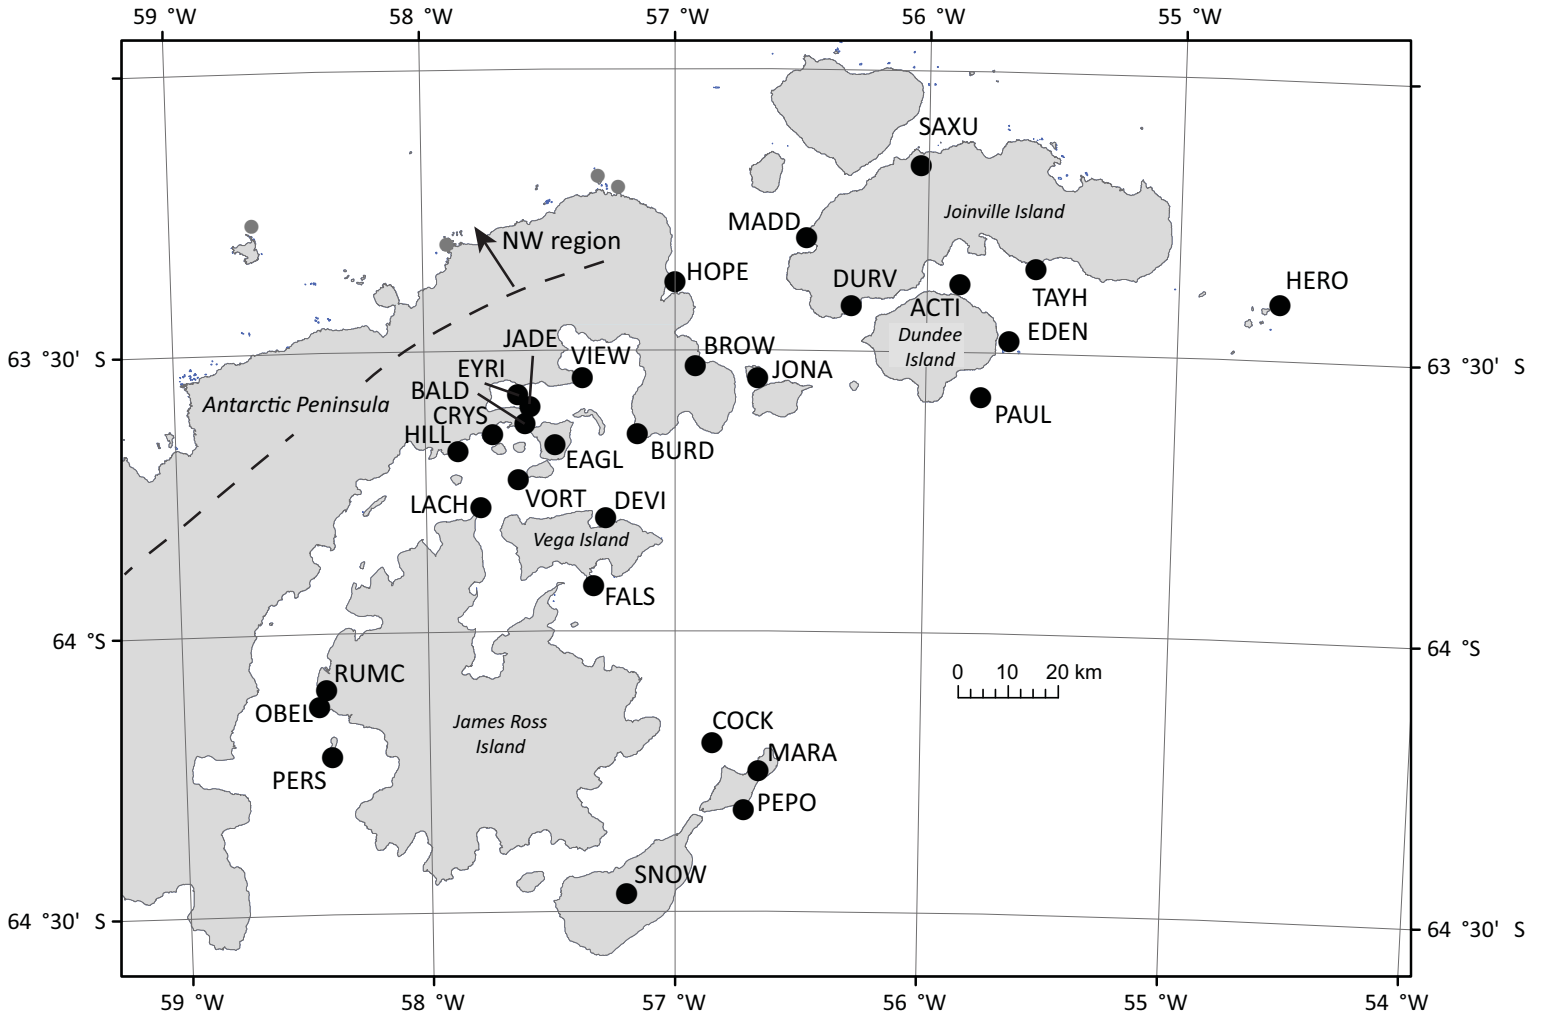 59 °W
58 °W
57 °W
56 °W
55 °W
SAXU
Joinville Island
MADD
NW region
HOPE
DURV
HERO
TAYH
ACTI
EDEN
Dundee
Island
JADE
VIEW
BROW
63 °30' S
63 °30' S
EYRI
JONA
BALD
Antarctic Peninsula
CRYS
PAUL
HILL
BURD
EAGL
VORT
DEVI
LACH
Vega Island
FALS
64 °S
64 °S
RUMC
0 10 20 km
OBEL
James Ross
Island
COCK
MARA
PERS
PEPO
SNOW
64 °30' S
64 °30' S
59 °W
58 °W
57 °W
56 °W
55 °W
54 °W